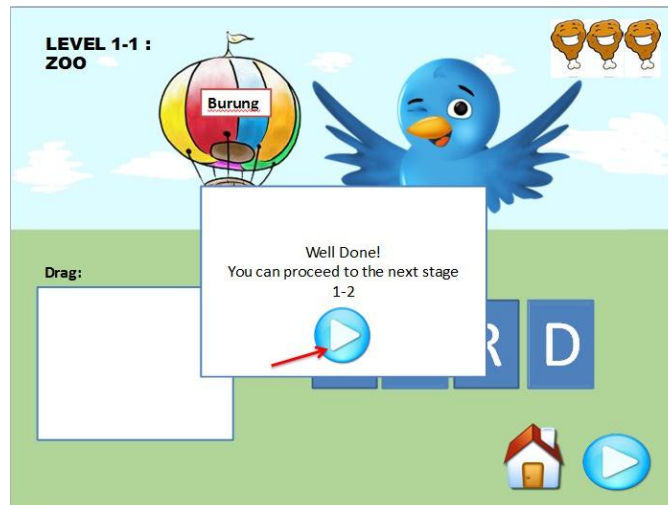 LEVEL 1-1 :
ZOO
Burung
Well Done!
You can proceed to the next stage
1-2
Drag:
R D